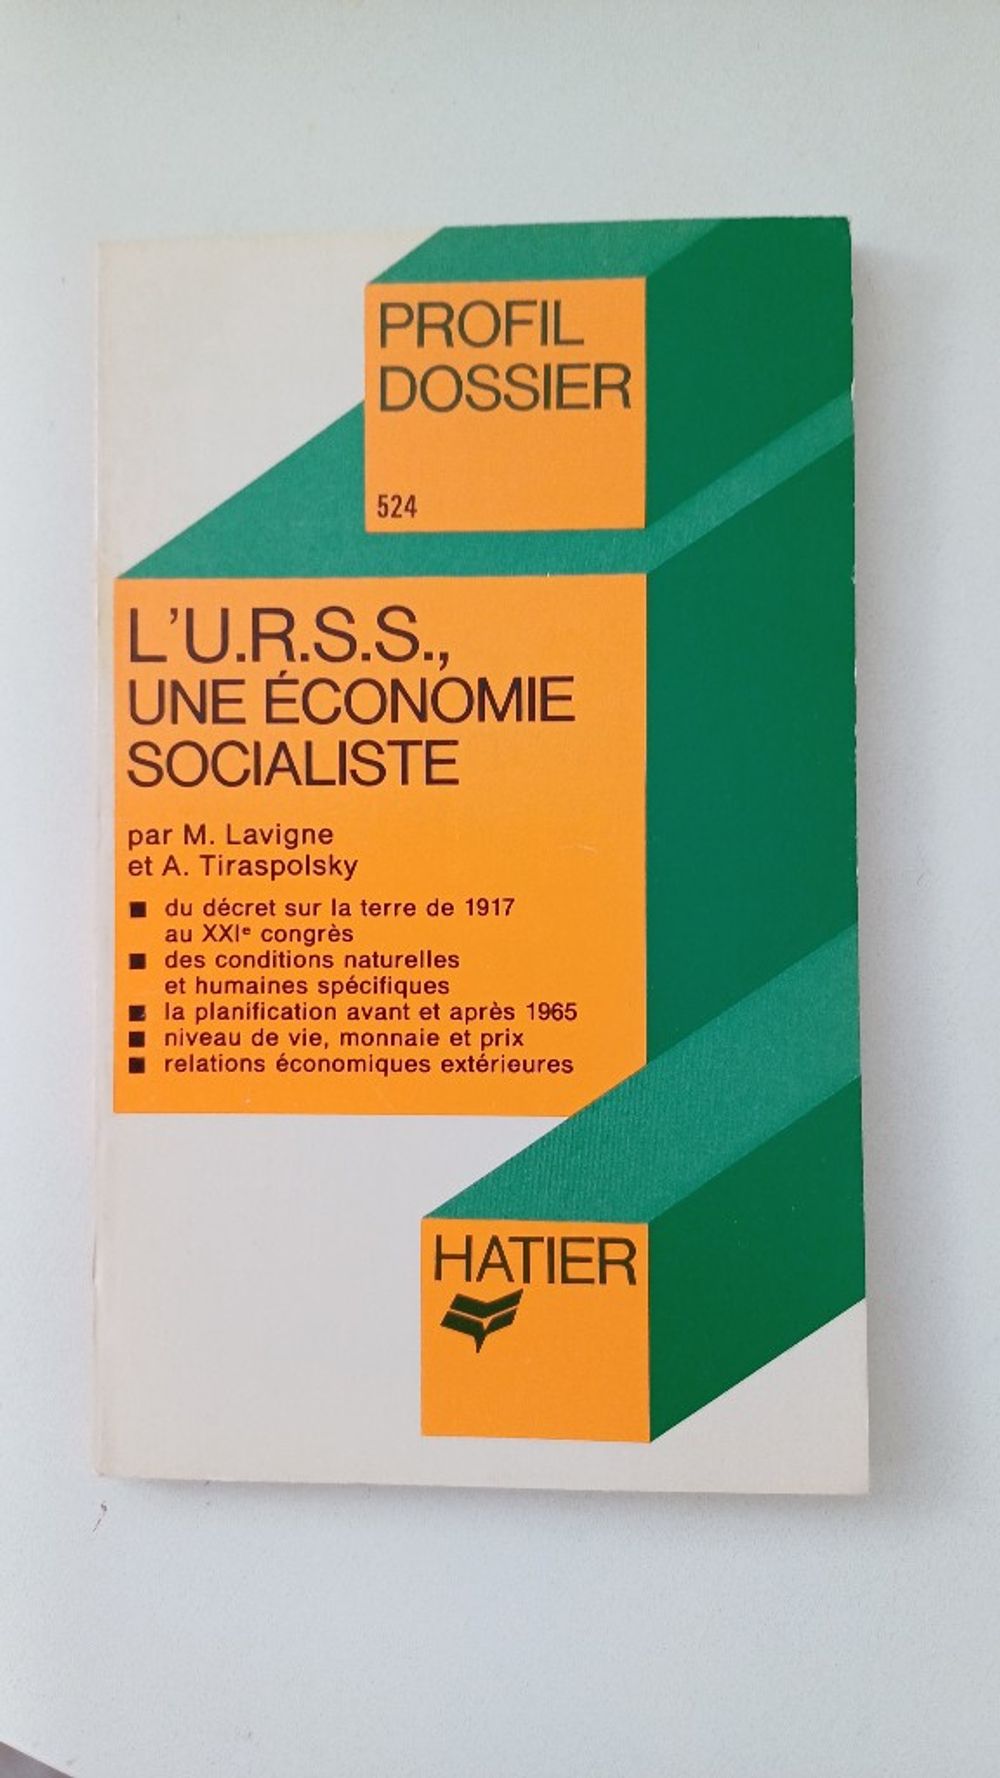 PROFIL
DOSSIER
524
L'U.R.S.S.,
UNE ÉCONOMIE
SOCIALISTE
par M. Lavigne
et A. Tiraspolsky
■ du décret sur la terre de 1917
au XXIᵉ congrès
■ des conditions naturelles
et humaines spécifiques
■ la planification avant et après 1965
■ niveau de vie, monnaie et prix
■ relations économiques extérieures
HATIER